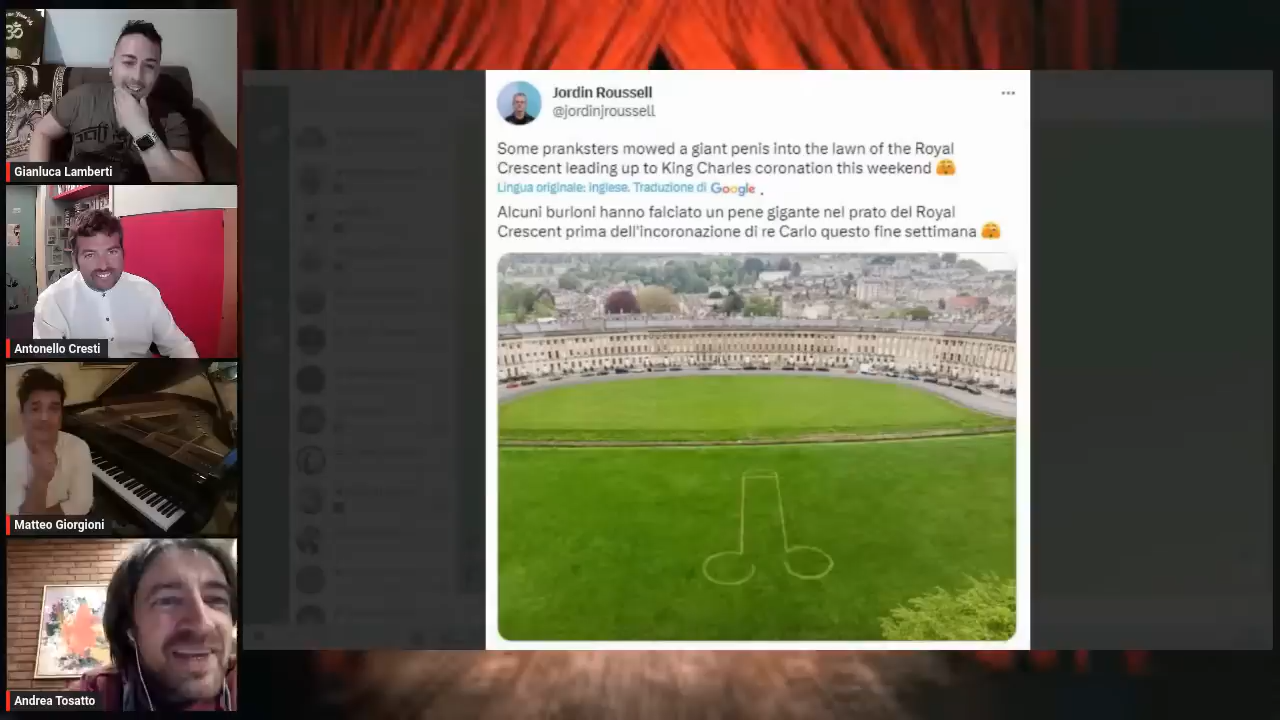 Gianluca Lamberti
Antonello Cresti
Matteo Giorgioni
Andrea Tosatto
Jordin Roussell
@jordinjroussell
Some pranksters mowed a giant penis into the lawn of the Royal
Crescent leading up to King Charles coronation this weekend 🫣
Lingua originale: inglese. Traduzione di Google .
Alcuni burloni hanno falciato un pene gigante nel prato del Royal
Crescent prima dell'incoronazione di re Carlo questo fine settimana 🫣